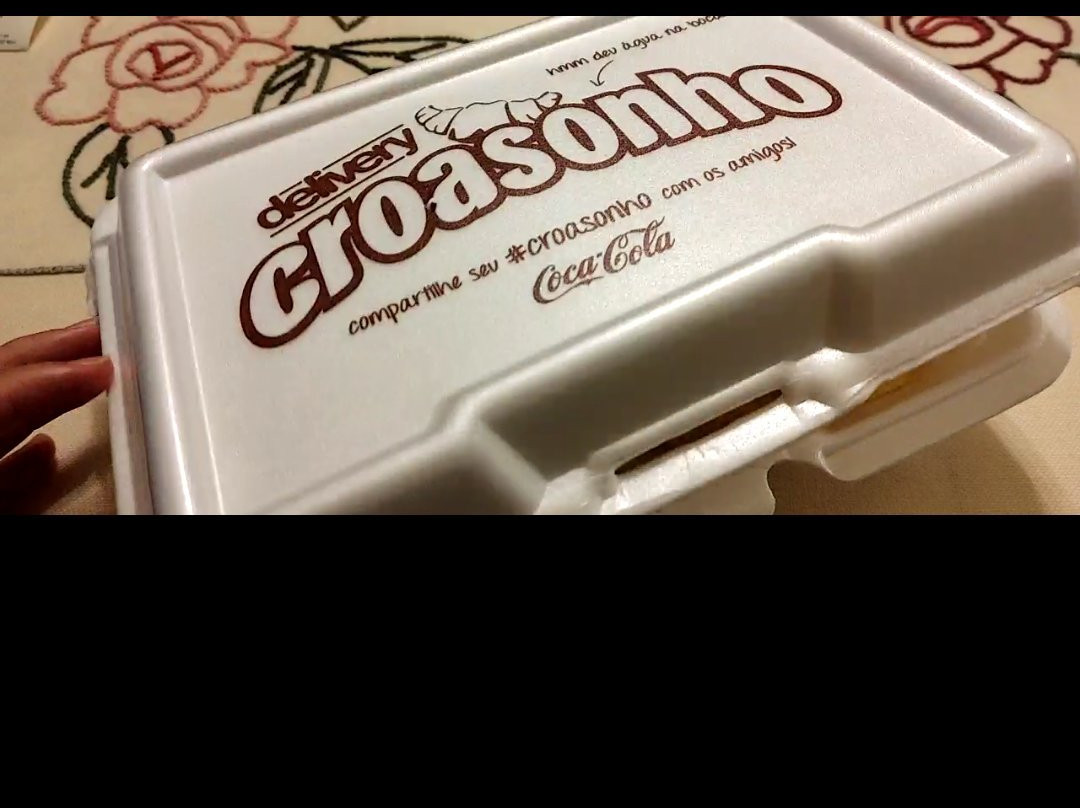 hmm deu água na boca
delivery
croasonho
compartilhe seu #croasonho com os amigos!
Coca-Cola